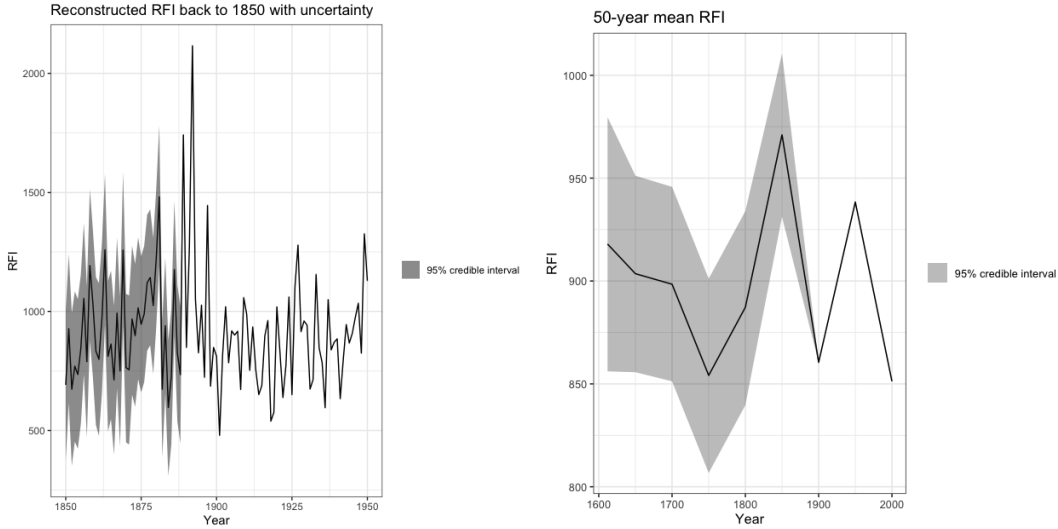 Reconstructed RFI back to 1850 with uncertainty
2000
1500
1000
500
RFI
1850
1875
1900
1925
1950
Year
95% credible interval
50-year mean RFI
1000
950
900
850
800
RFI
1600
1700
1800
1900
2000
Year
95% credible interval